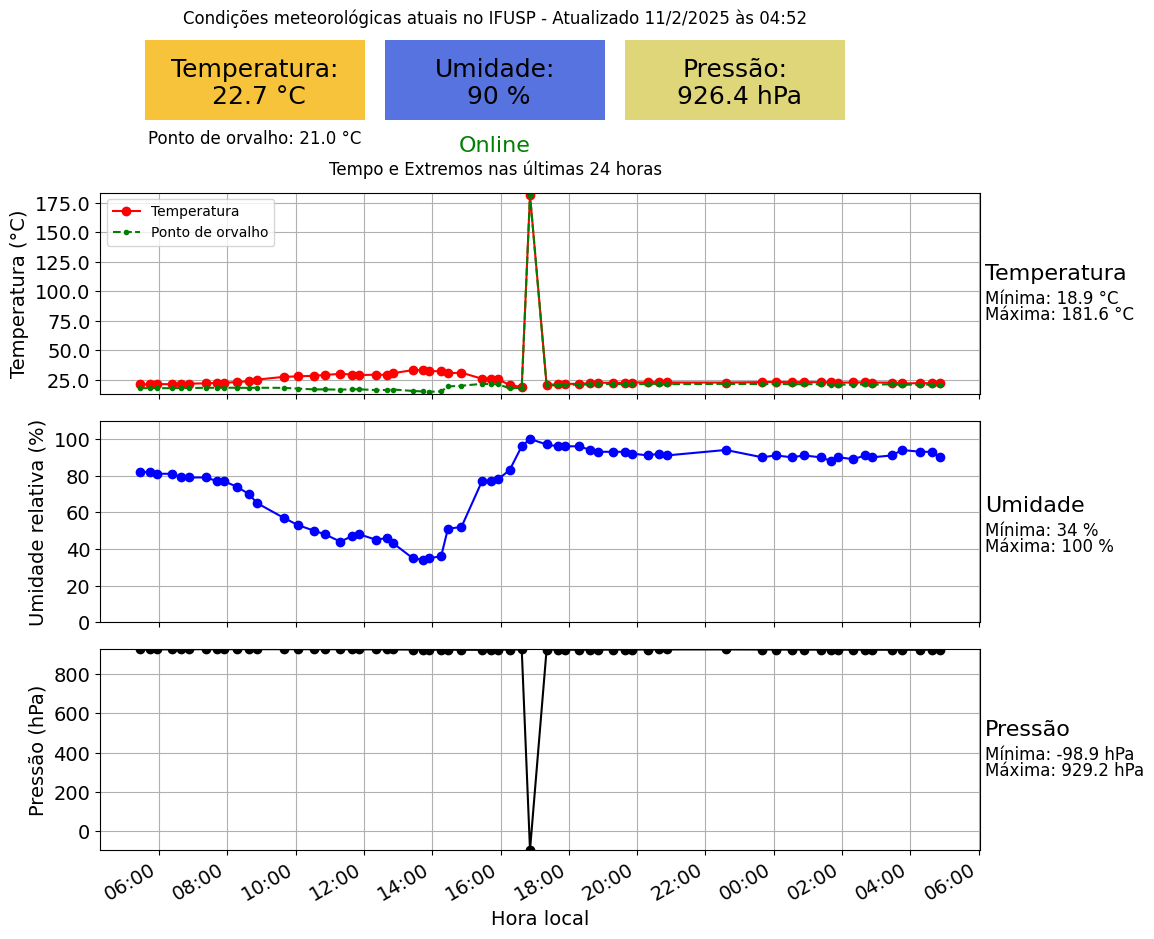 Condições meteorológicas atuais no IFUSP - Atualizado 11/2/2025 às 04:52
Temperatura:
22.7 °C
Umidade:
90 %
Pressão:
926.4 hPa
Ponto de orvalho: 21.0 °C
Online
Tempo e Extremos nas últimas 24 horas
Temperatura (°C)
175.0
150.0
125.0
100.0
75.0
50.0
25.0
Temperatura
Ponto de orvalho
Temperatura
Mínima: 18.9 °C
Máxima: 181.6 °C
Umidade relativa (%)
100
80
60
40
20
0
Umidade
Mínima: 34 %
Máxima: 100 %
Pressão (hPa)
800
600
400
200
0
Pressão
Mínima: -98.9 hPa
Máxima: 929.2 hPa
06:00 08:00 10:00 12:00 14:00 16:00 18:00 20:00 22:00 00:00 02:00 04:00 06:00
Hora local